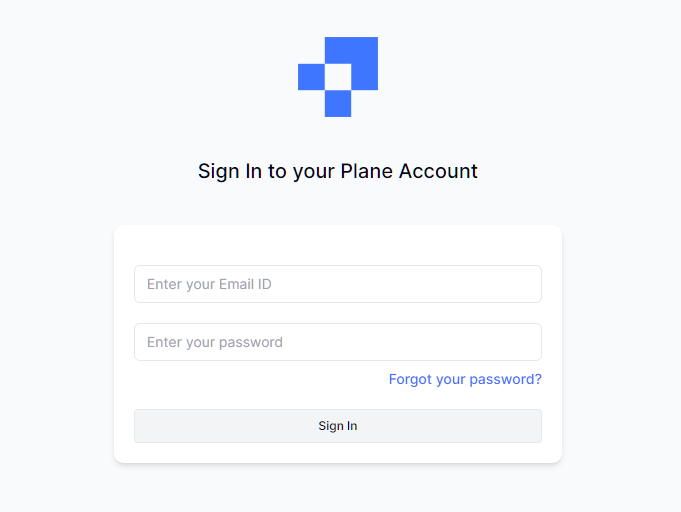 Sign In to your Plane Account
Enter your Email ID
Enter your password
Forgot your password?
Sign In